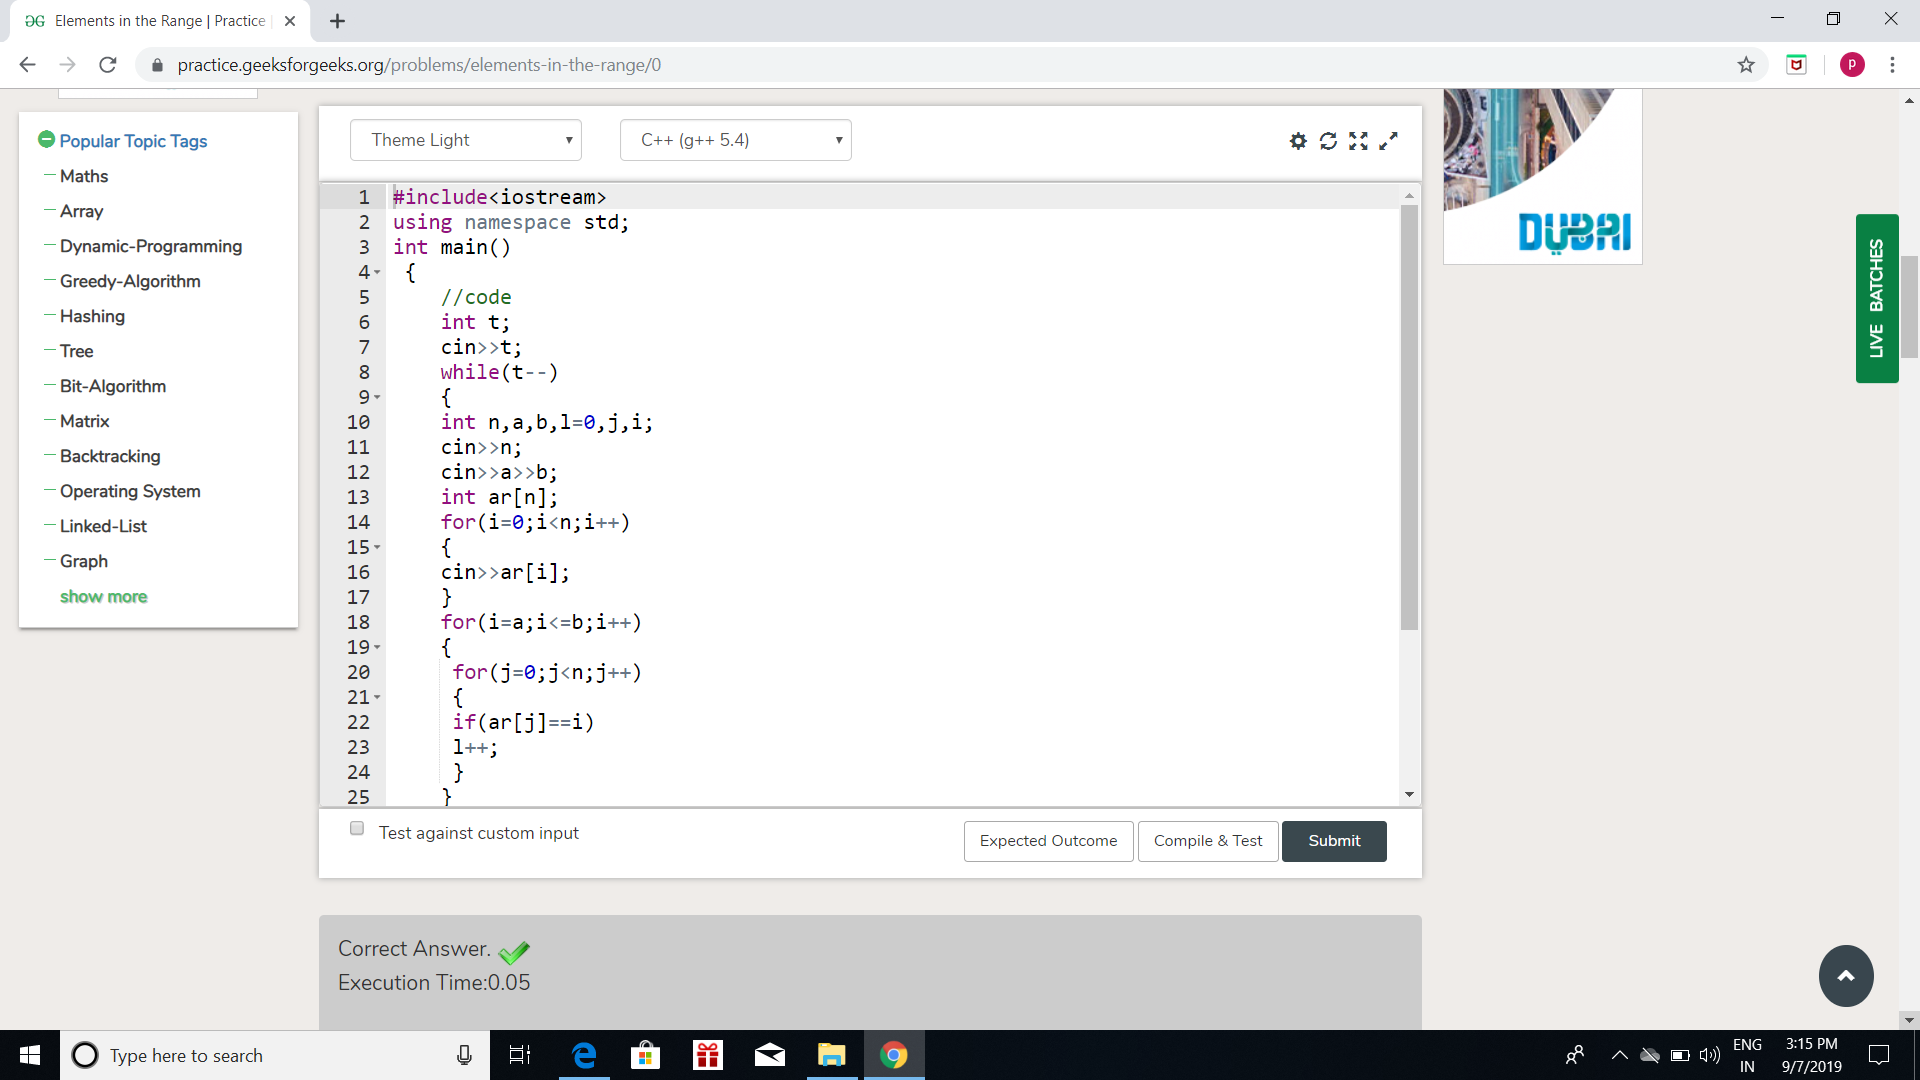 Elements in the Range | Practice
practice.geeksforgeeks.org/problems/elements-in-the-range/0
P
Popular Topic Tags
Maths
Array
Dynamic-Programming
Greedy-Algorithm
Hashing
Tree
Bit-Algorithm
Matrix
Backtracking
Operating System
Linked-List
Graph
show more
Theme Light
C++ (g++ 5.4)
1 #include<iostream>
2 using namespace std;
3 int main()
4 {
5 //code
6 int t;
7 cin>>t;
8 while(t--)
9 {
10 int n,a,b,l=0,j,i;
11 cin>>n;
12 cin>>a>>b;
13 int ar[n];
14 for(i=0;i<n;i++)
15 {
16 cin>>ar[i];
17 }
18 for(i=a;i<=b;i++)
19 {
20 for(j=0;j<n;j++)
21 {
22 if(ar[j]==i)
23 l++;
24 }
25 }
Test against custom input
Expected Outcome
Compile & Test
Submit
Correct Answer.
Execution Time:0.05
DUBAI
LIVE BATCHES
Type here to search
ENG
IN
3:15 PM
9/7/2019